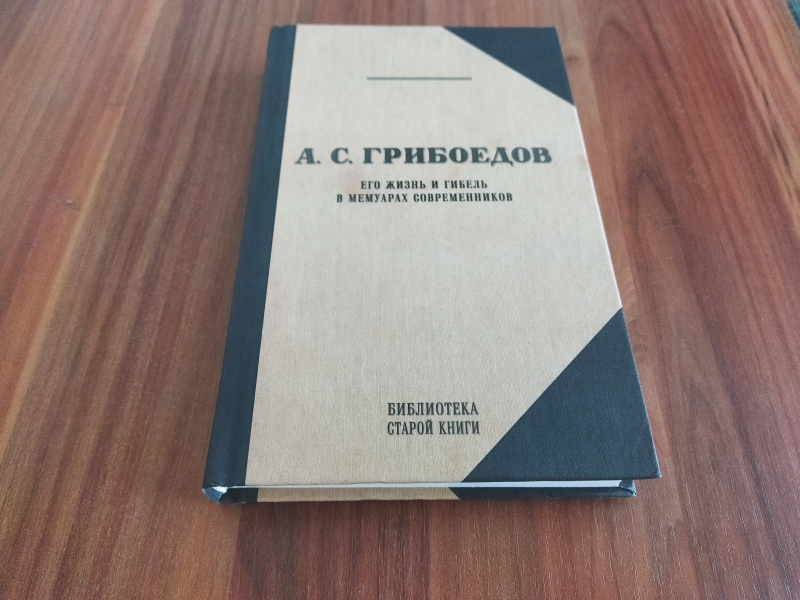 А. С. ГРИБОЕДОВ
ЕГО ЖИЗНЬ И ГИБЕЛЬ
В МЕМУАРАХ СОВРЕМЕННИКОВ
БИБЛИОТЕКА
СТАРОЙ КНИГИ